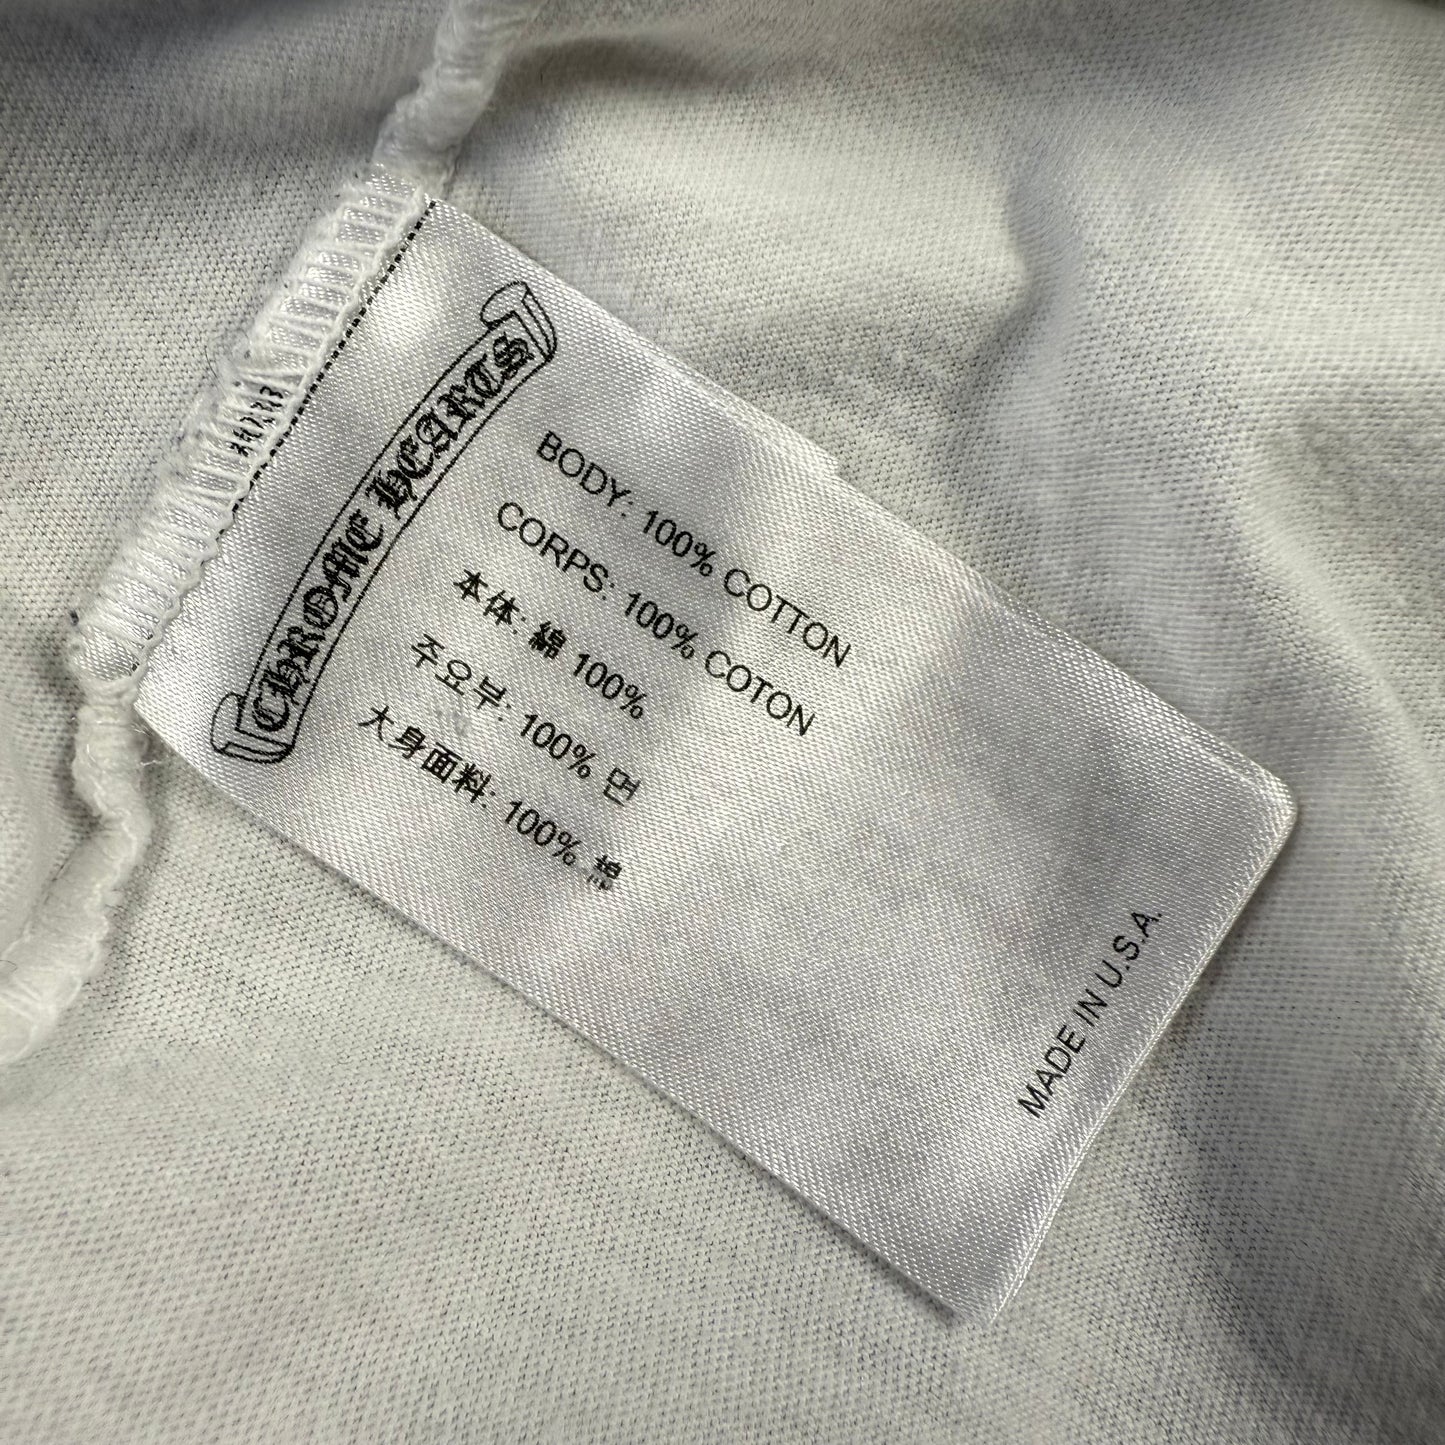 CHROME HEARTS
BODY: 100% COTTON
CORPS: 100% COTON
本体: 綿 100%
주요부: 100% 면
大身面料: 100% 棉
MADE IN U.S.A.